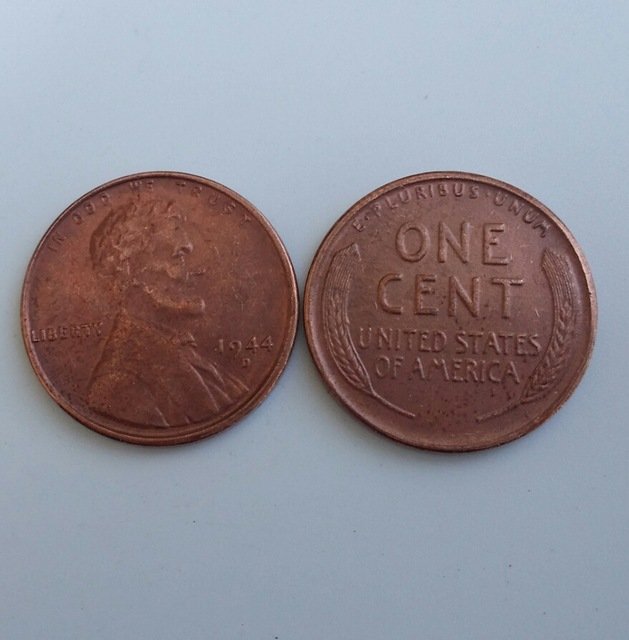 IN GOD WE TRUST
LIBERTY
1944
D
E·PLURIBUS·UNUM
ONE
CENT
UNITED STATES
OF AMERICA